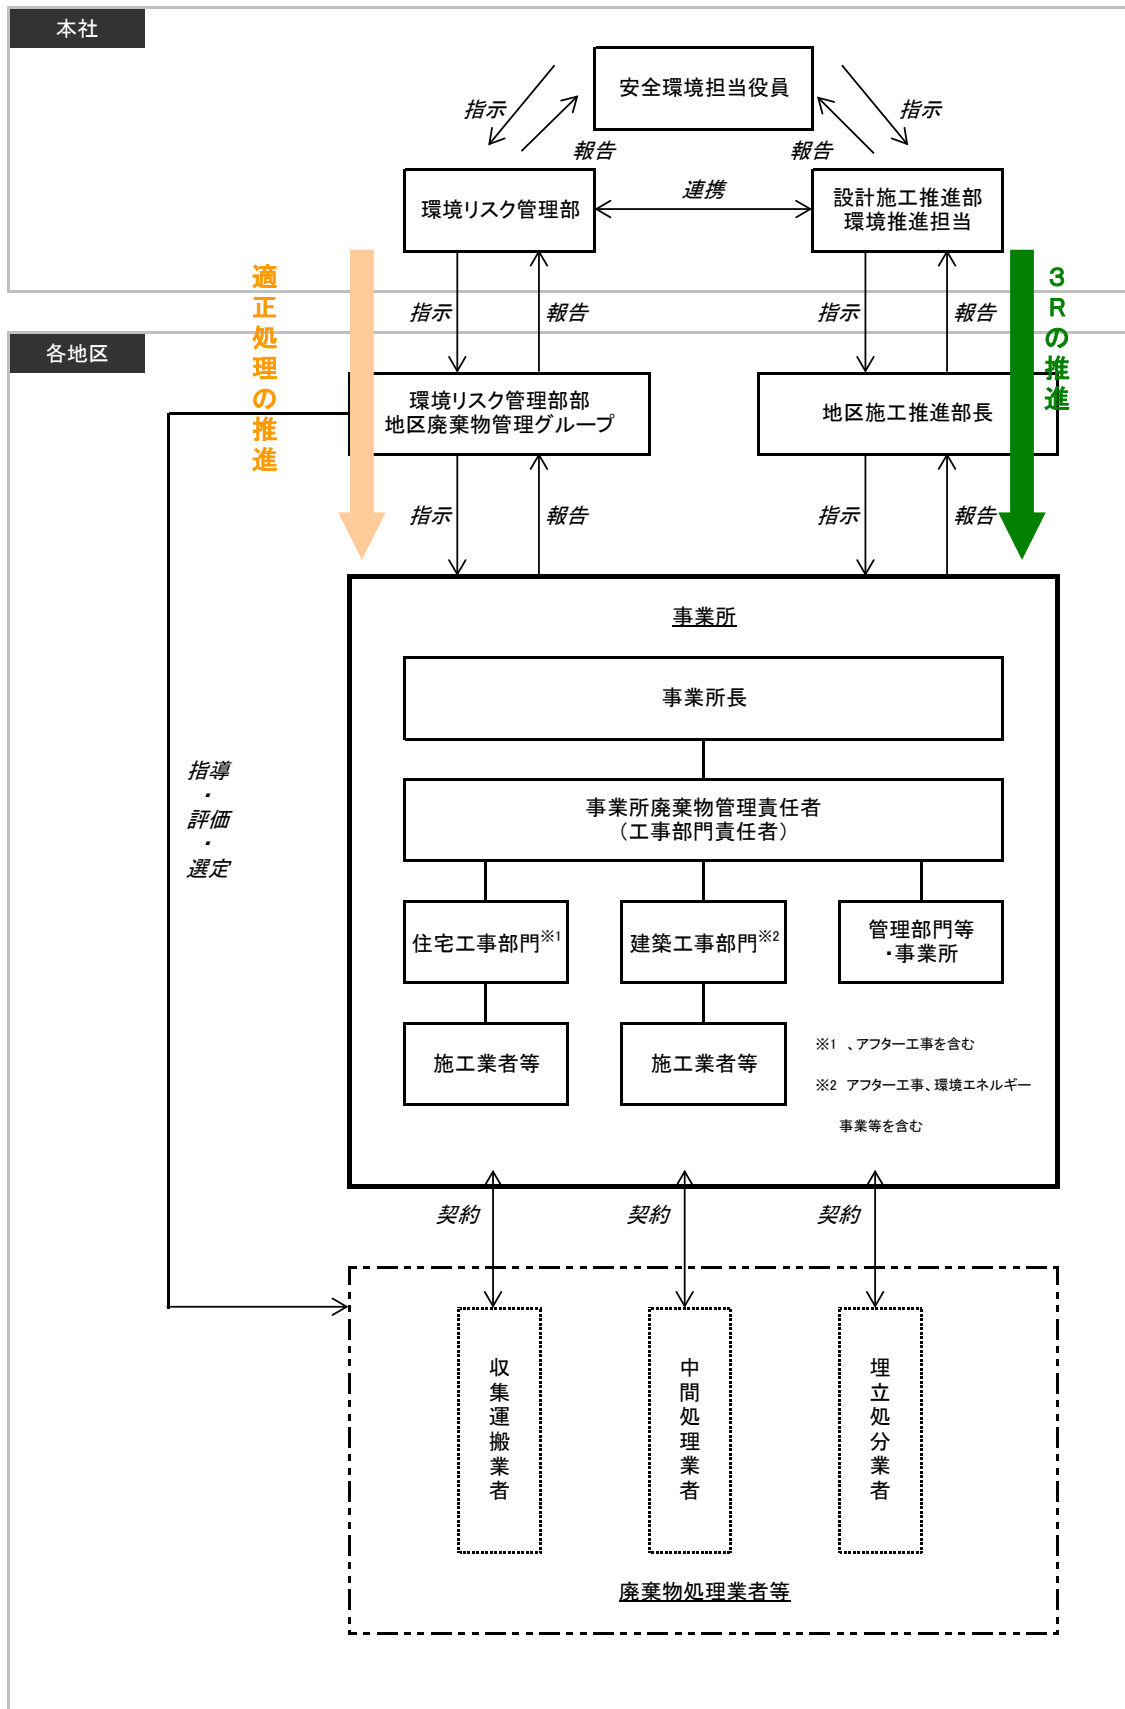 本社
安全環境担当役員
指示
指示
報告
報告
連携
環境リスク管理部
設計施工推進部
環境推進担当
適正処理の推進
3Rの推進
指示
報告
指示
報告
各地区
環境リスク管理部部
地区廃棄物管理グループ
地区施工推進部長
指示
報告
指示
報告
事業所
事業所長
指導
・
評価
・
選定
事業所廃棄物管理責任者
（工事部門責任者）
住宅工事部門※1
建築工事部門※2
管理部門等
・事業所
施工業者等
施工業者等
※1 、アフター工事を含む
※2 アフター工事、環境エネルギー
事業等を含む
契約
契約
契約
収集運搬業者
中間処理業者
埋立処分業者
廃棄物処理業者等